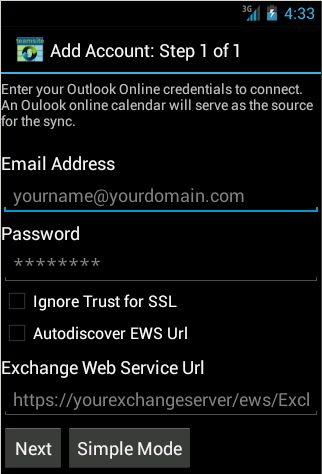 3G 4:33
teamsite
Add Account: Step 1 of 1
Enter your Outlook Online credentials to connect.
An Oulook online calendar will serve as the source
for the sync.
Email Address
yourname@yourdomain.com
Password
********
Ignore Trust for SSL
Autodiscover EWS Url
Exchange Web Service Url
https://yourexchangeserver/ews/Excl
Next Simple Mode